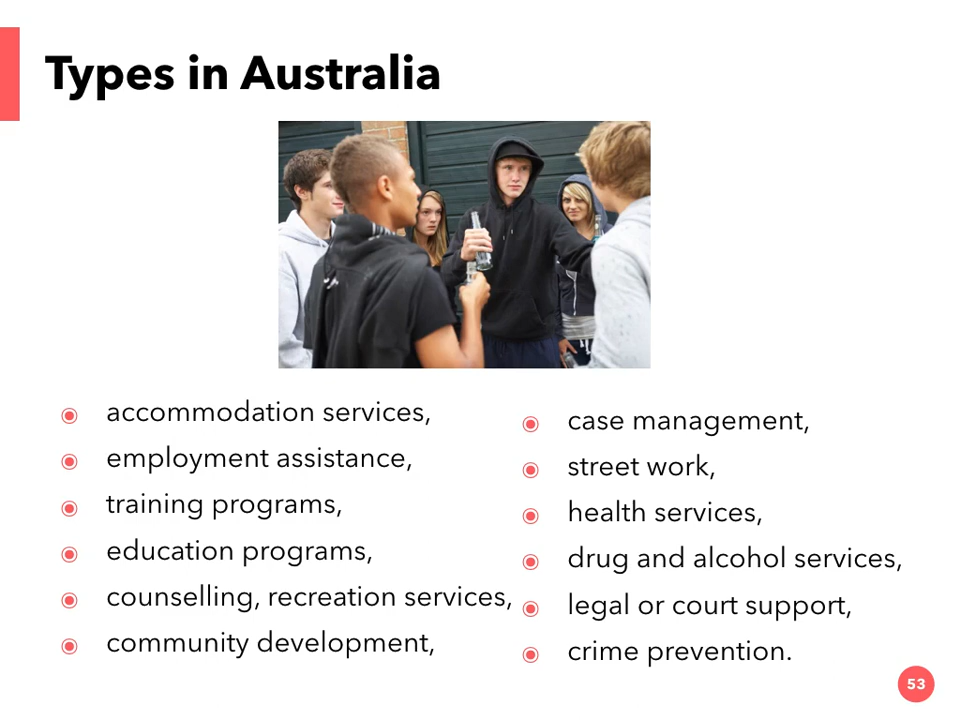 Types in Australia
accommodation services,
employment assistance,
training programs,
education programs,
counselling, recreation services,
community development,
case management,
street work,
health services,
drug and alcohol services,
legal or court support,
crime prevention.
53